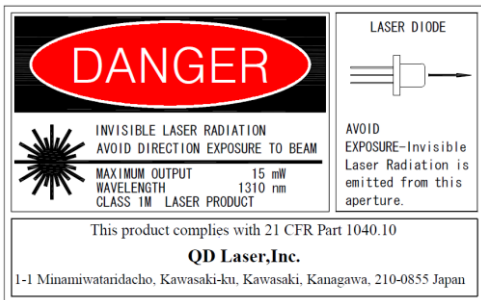 DANGER
INVISIBLE LASER RADIATION
AVOID DIRECTION EXPOSURE TO BEAM
MAXIMUM OUTPUT 15 mW
WAVELENGTH 1310 nm
CLASS 1M LASER PRODUCT
LASER DIODE
AVOID
EXPOSURE-Invisible
Laser Radiation is
emitted from this
aperture.
This product complies with 21 CFR Part 1040.10
QD Laser,Inc.
1-1 Minamiwataridacho, Kawasaki-ku, Kawasaki, Kanagawa, 210-0855 Japan